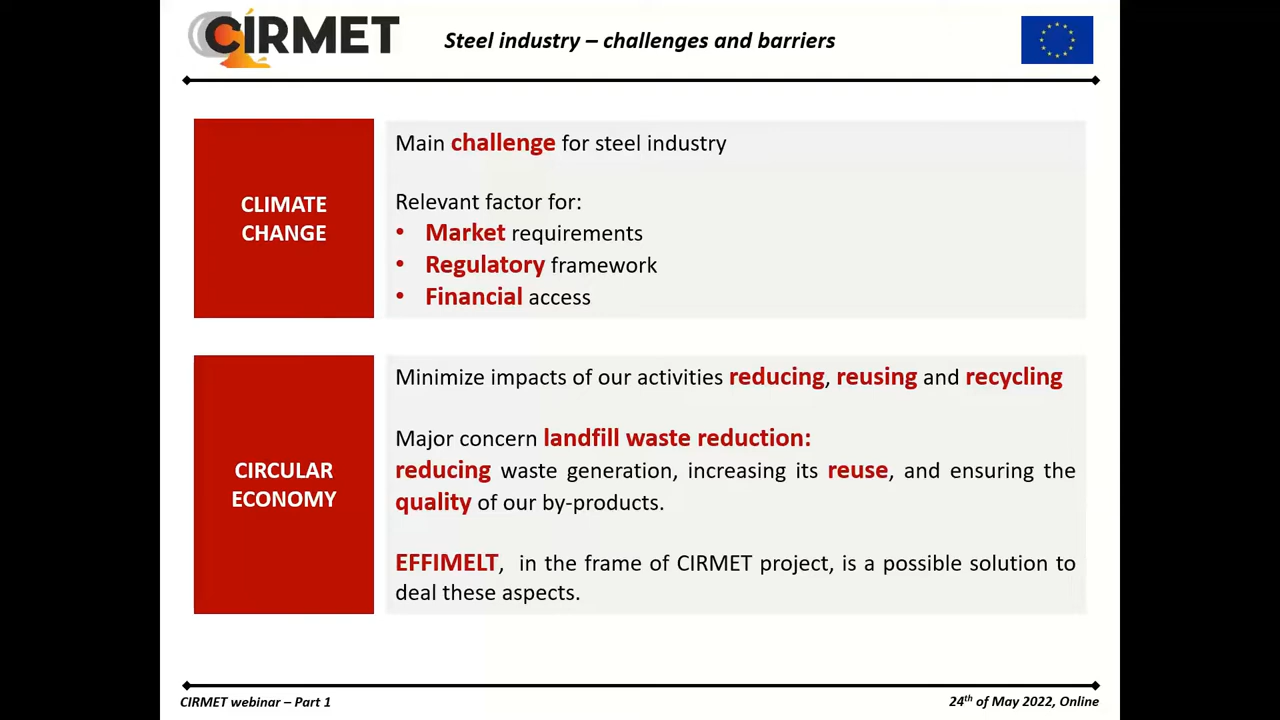 CIRMET
Steel industry – challenges and barriers
CLIMATE
CHANGE
Main challenge for steel industry
Relevant factor for:
• Market requirements
• Regulatory framework
• Financial access
CIRCULAR
ECONOMY
Minimize impacts of our activities reducing, reusing and recycling
Major concern landfill waste reduction:
reducing waste generation, increasing its reuse, and ensuring the
quality of our by-products.
EFFIMELT, in the frame of CIRMET project, is a possible solution to
deal these aspects.
CIRMET webinar – Part 1
24th of May 2022, Online